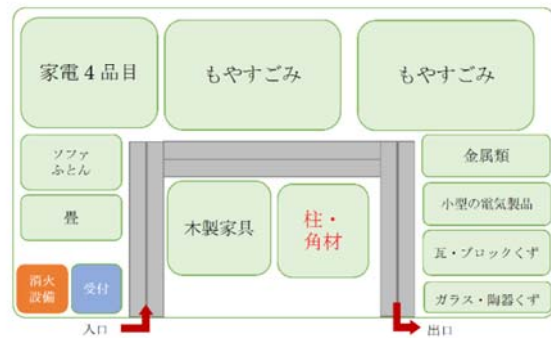 家電４品目
もやすごみ
もやすごみ
ソファ
ふとん
畳
木製家具
柱・
角材
金属類
小型の電気製品
瓦・ブロックくず
ガラス・陶器くず
消火
設備
受付
入口
出口